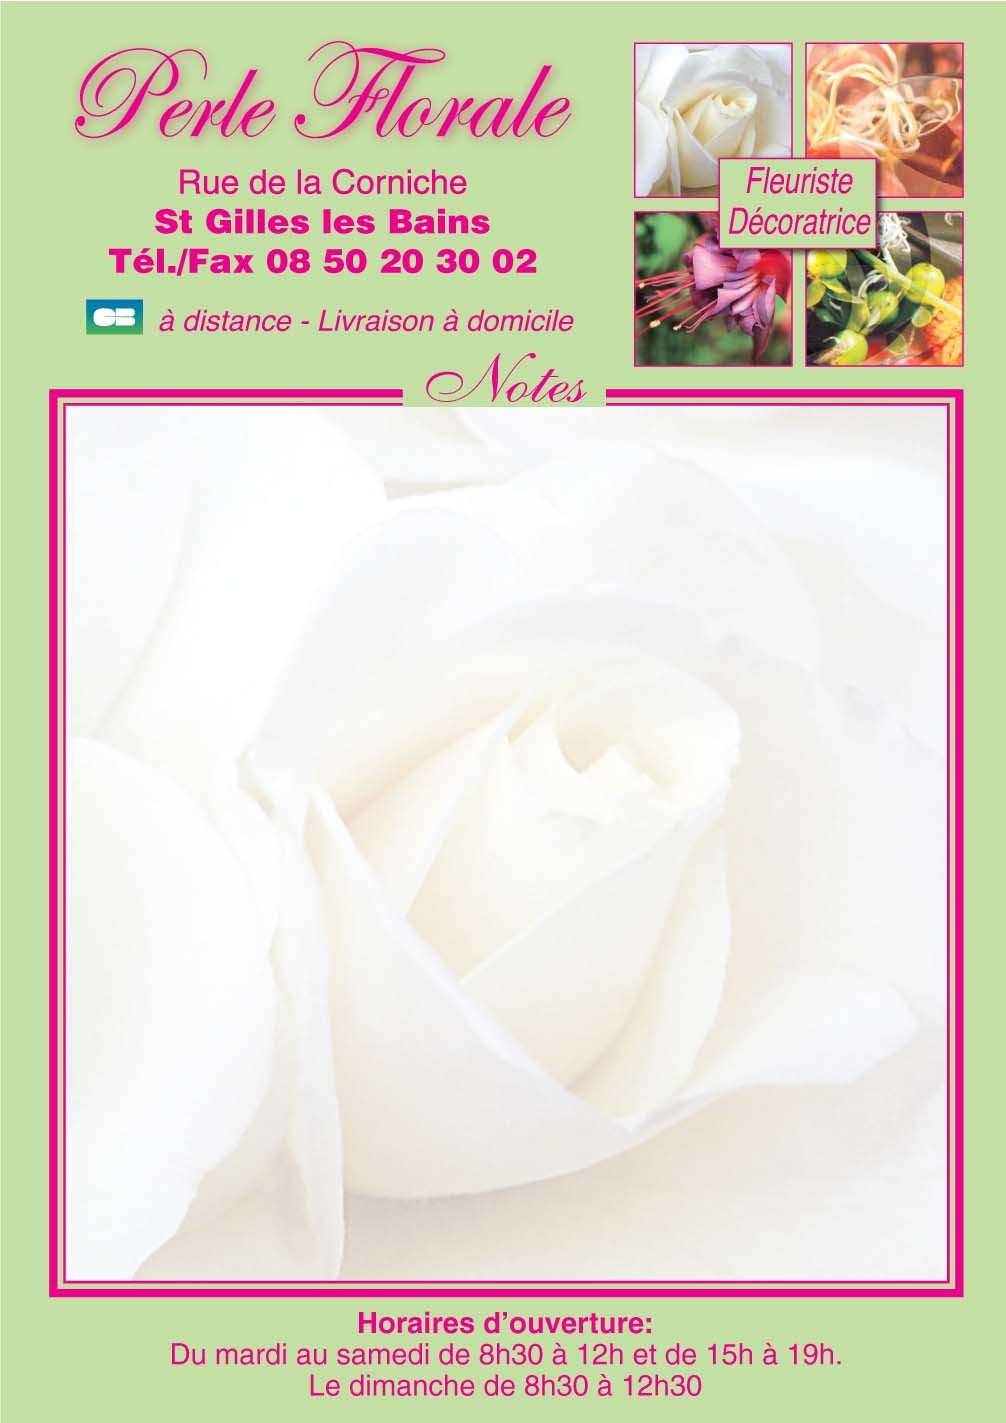 Perle Florale
Rue de la Corniche
St Gilles les Bains
Tél./Fax 08 50 20 30 02
CB à distance - Livraison à domicile
Fleuriste
Décoratrice
Notes
Horaires d’ouverture:
Du mardi au samedi de 8h30 à 12h et de 15h à 19h.
Le dimanche de 8h30 à 12h30